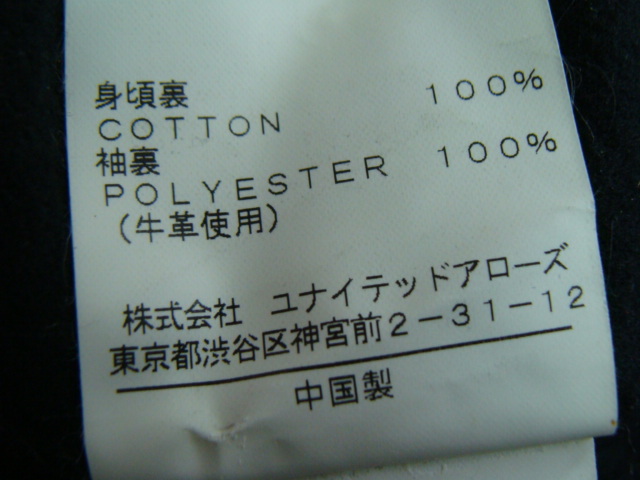 身頃裏
COTTON 100%
袖裏
POLYESTER 100%
(牛革使用)
株式会社 ユナイテッドアローズ
東京都渋谷区神宮前2-31-12
中国製